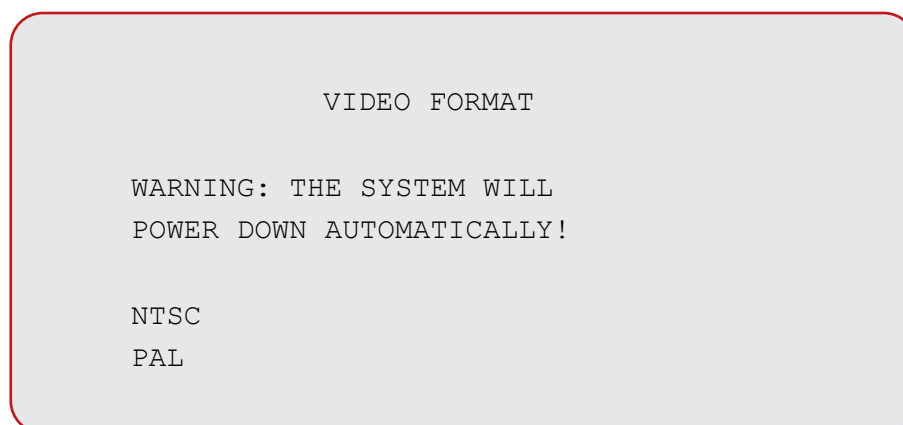 VIDEO FORMAT
WARNING: THE SYSTEM WILL
POWER DOWN AUTOMATICALLY!
NTSC
PAL